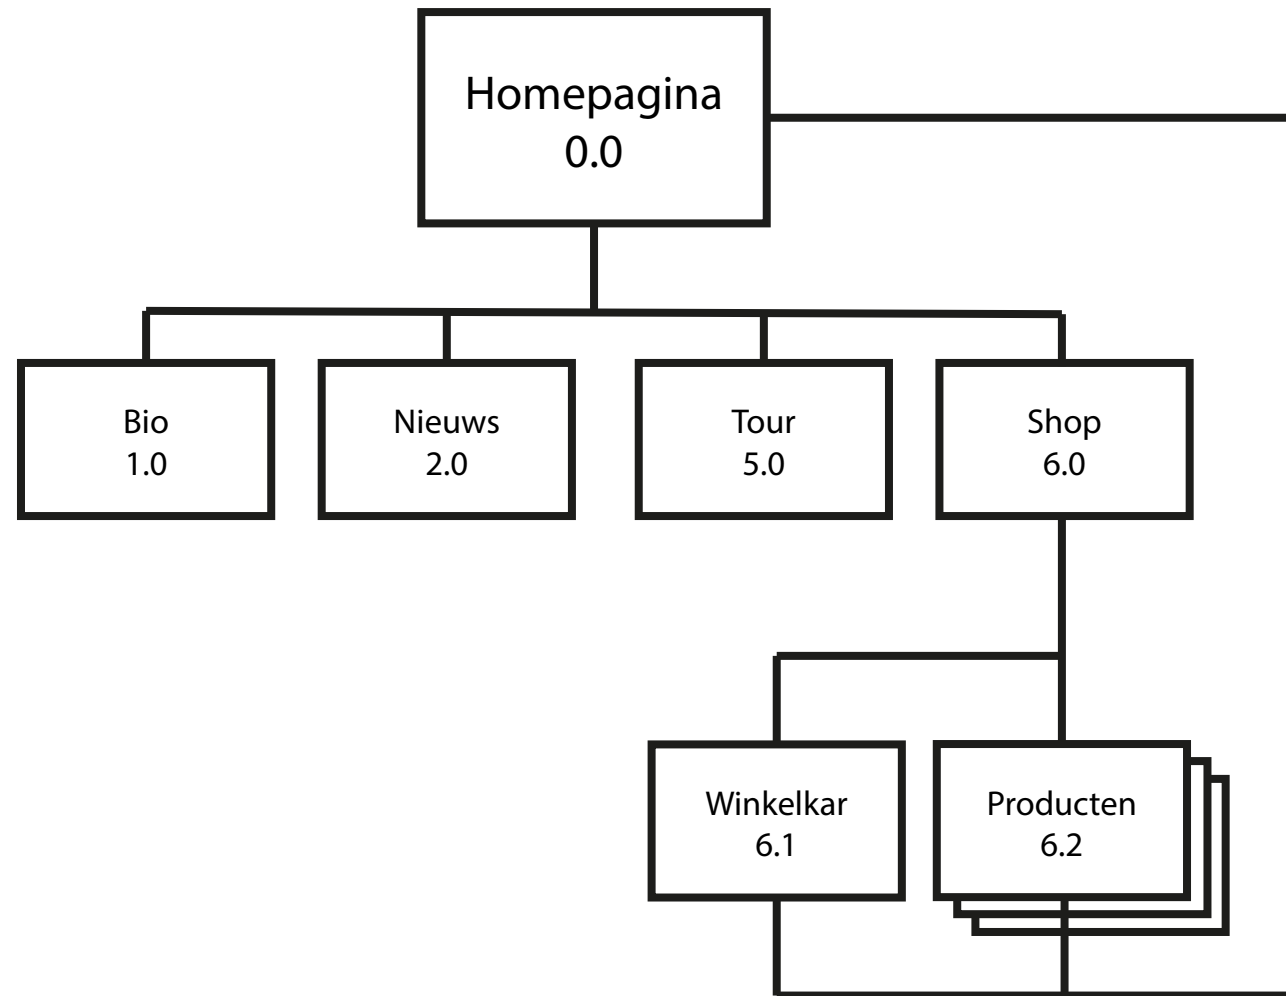 Homepagina
0.0
Bio
1.0
Nieuws
2.0
Tour
5.0
Shop
6.0
Winkelkar
6.1
Producten
6.2